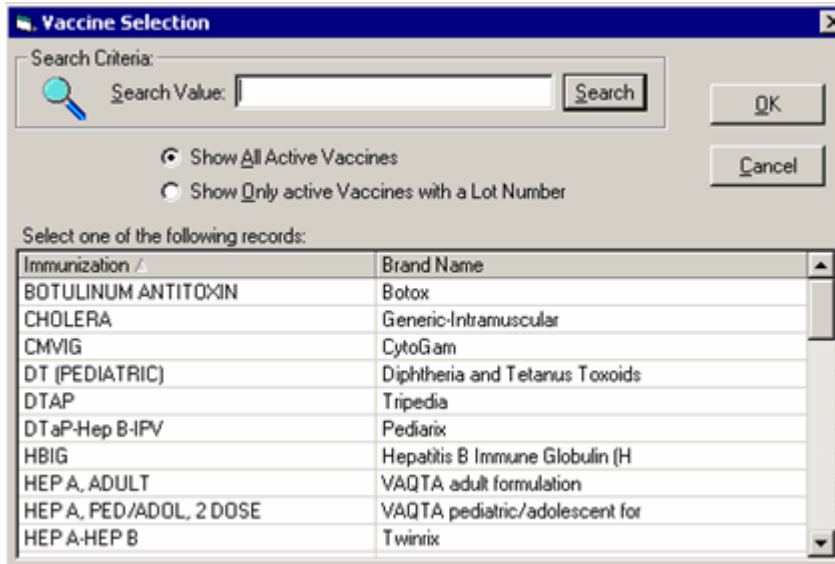 Vaccine Selection
Search Criteria:
Search Value: Search
OK
Show All Active Vaccines
Cancel
Show Only active Vaccines with a Lot Number
Select one of the following records:
Immunization Brand Name
BOTULINUM ANTITOXIN Botox
CHOLERA Generic-Intramuscular
CMVIG CytoGam
DT (PEDIATRIC) Diphtheria and Tetanus Toxoids
DTAP Tripedia
DTaP-Hep B-IPV Pediarix
HBIG Hepatitis B Immune Globulin (H
HEP A, ADULT VAQTA adult formulation
HEP A, PED/ADOL, 2 DOSE VAQTA pediatric/adolescent for
HEP A-HEP B Twinrix